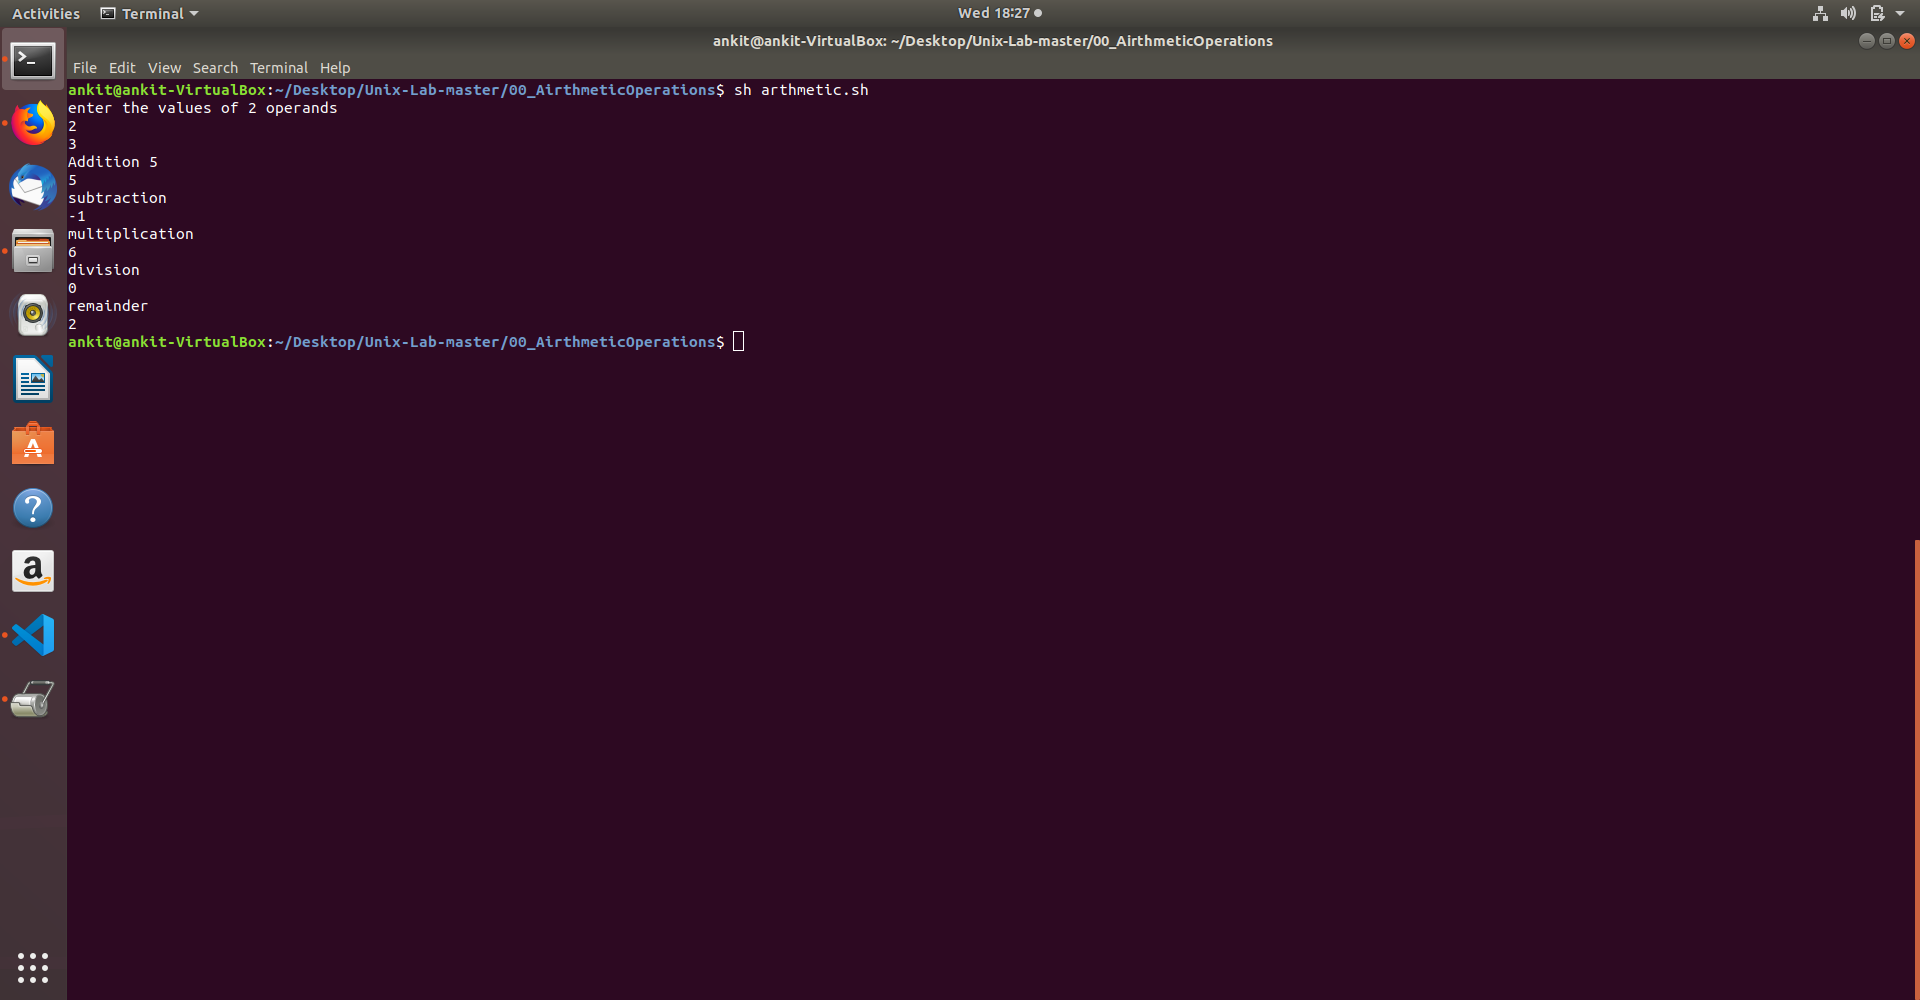 Activities Terminal Wed 18:27
ankit@ankit-VirtualBox: ~/Desktop/Unix-Lab-master/00_AirthmeticOperations
File Edit View Search Terminal Help
ankit@ankit-VirtualBox:~/Desktop/Unix-Lab-master/00_AirthmeticOperations$ sh arthmetic.sh
enter the values of 2 operands
2
3
Addition 5
5
subtraction
-1
multiplication
6
division
0
remainder
2
ankit@ankit-VirtualBox:~/Desktop/Unix-Lab-master/00_AirthmeticOperations$